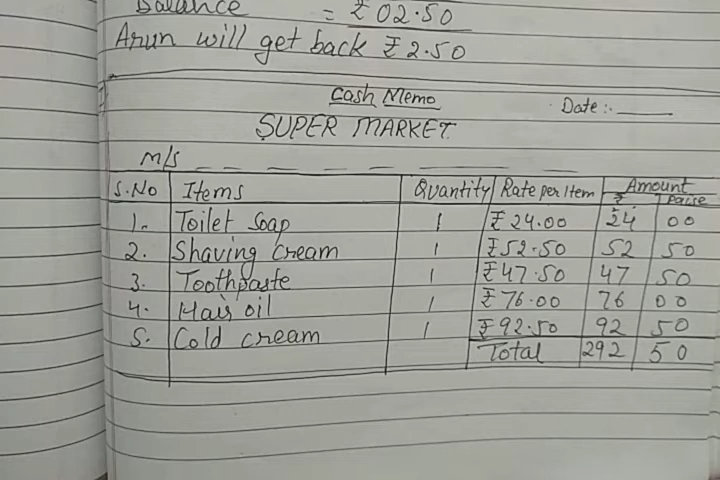 Balance = ₹ 02.50
Arun will get back ₹ 2.50
Cash Memo
Date:- ______
SUPER MARKET
M/s _ _ _ _ _ _ _ _
S.No Items Quantity Rate per Item Amount
₹ Paise
1. Toilet Soap 1 ₹ 24.00 24 00
2. Shaving Cream 1 ₹ 52.50 52 50
3. Toothpaste 1 ₹ 47.50 47 50
4. Hair oil 1 ₹ 76.00 76 00
5. Cold cream 1 ₹ 92.50 92 50
Total 292 50